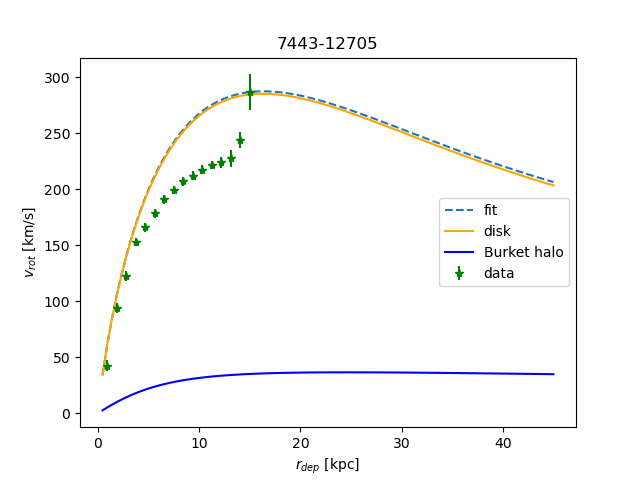 7443-12705
300
250
200
150
100
50
0
v_rot [km/s]
fit
disk
Burket halo
data
0 10 20 30 40
r_dep [kpc]